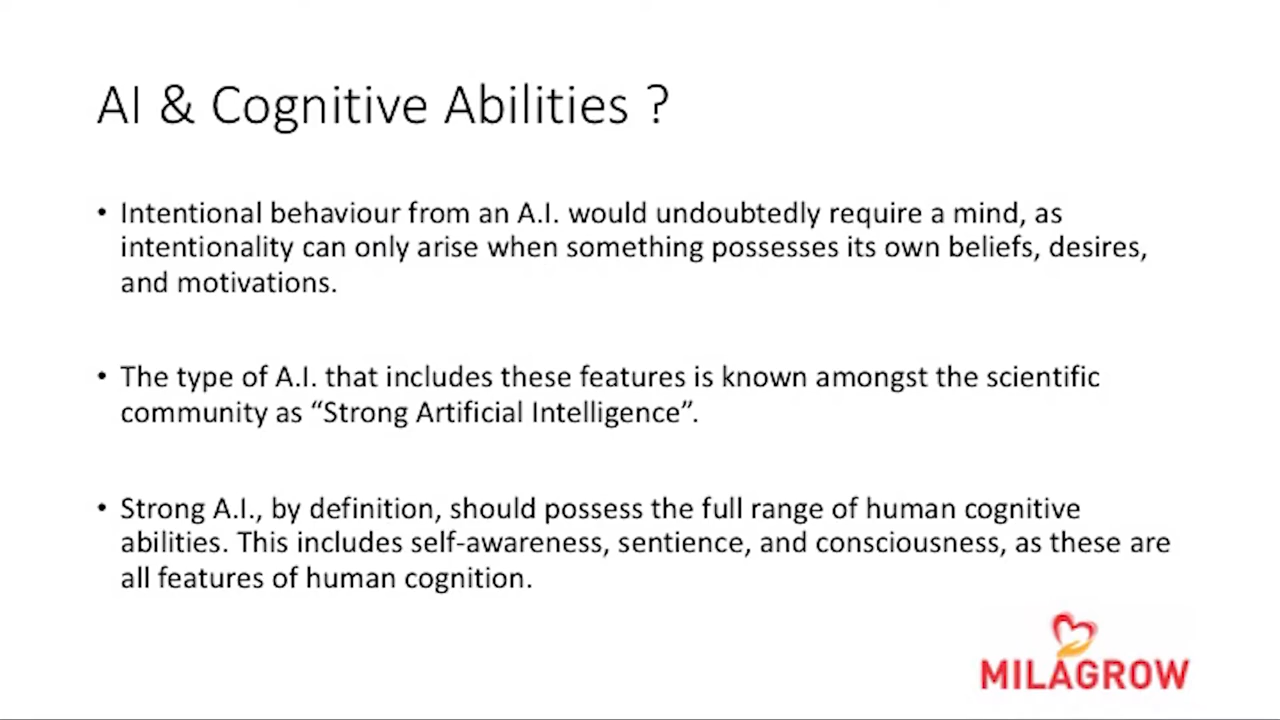 AI & Cognitive Abilities ?
• Intentional behaviour from an A.I. would undoubtedly require a mind, as
intentionality can only arise when something possesses its own beliefs, desires,
and motivations.
• The type of A.I. that includes these features is known amongst the scientific
community as “Strong Artificial Intelligence”.
• Strong A.I., by definition, should possess the full range of human cognitive
abilities. This includes self-awareness, sentience, and consciousness, as these are
all features of human cognition.
MILAGROW